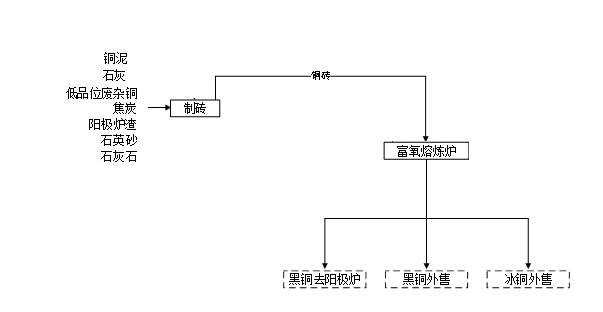 铜泥
石灰
低品位废杂铜
焦炭
阳极炉渣
石英砂
石灰石
制砖
铜砖
富氧熔炼炉
黑铜去阳极炉
黑铜外售
冰铜外售